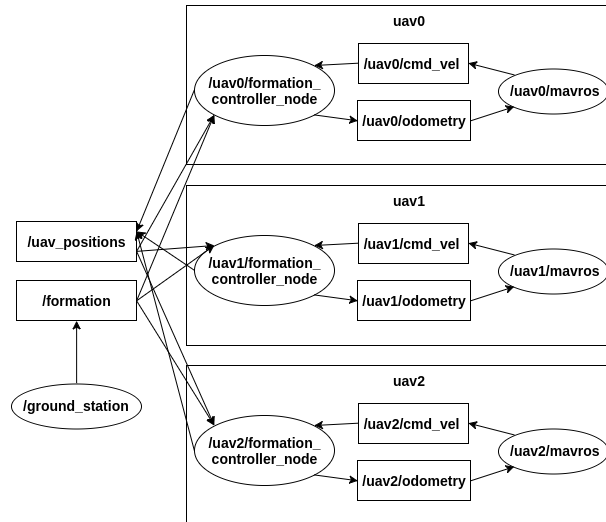 uav0
/uav0/formation_
controller_node
/uav0/cmd_vel
/uav0/mavros
/uav0/odometry
uav1
/uav_positions
/uav1/formation_
controller_node
/uav1/cmd_vel
/uav1/mavros
/uav1/odometry
/formation
/ground_station
uav2
/uav2/formation_
controller_node
/uav2/cmd_vel
/uav2/mavros
/uav2/odometry